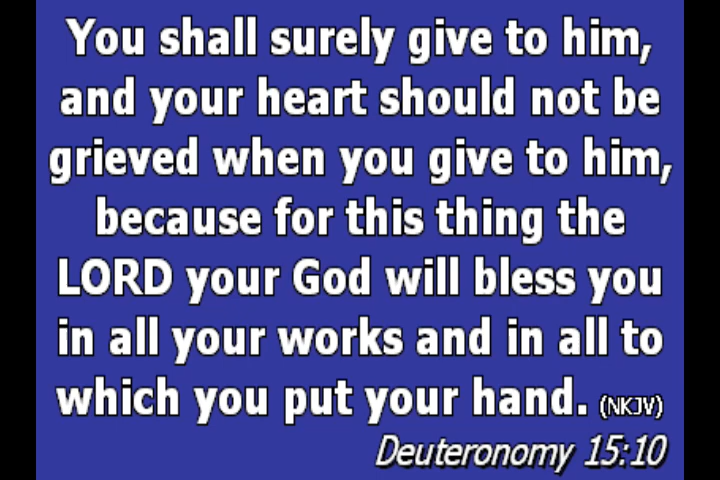 You shall surely give to him,
and your heart should not be
grieved when you give to him,
because for this thing the
LORD your God will bless you
in all your works and in all to
which you put your hand. (NKJV)
Deuteronomy 15:10